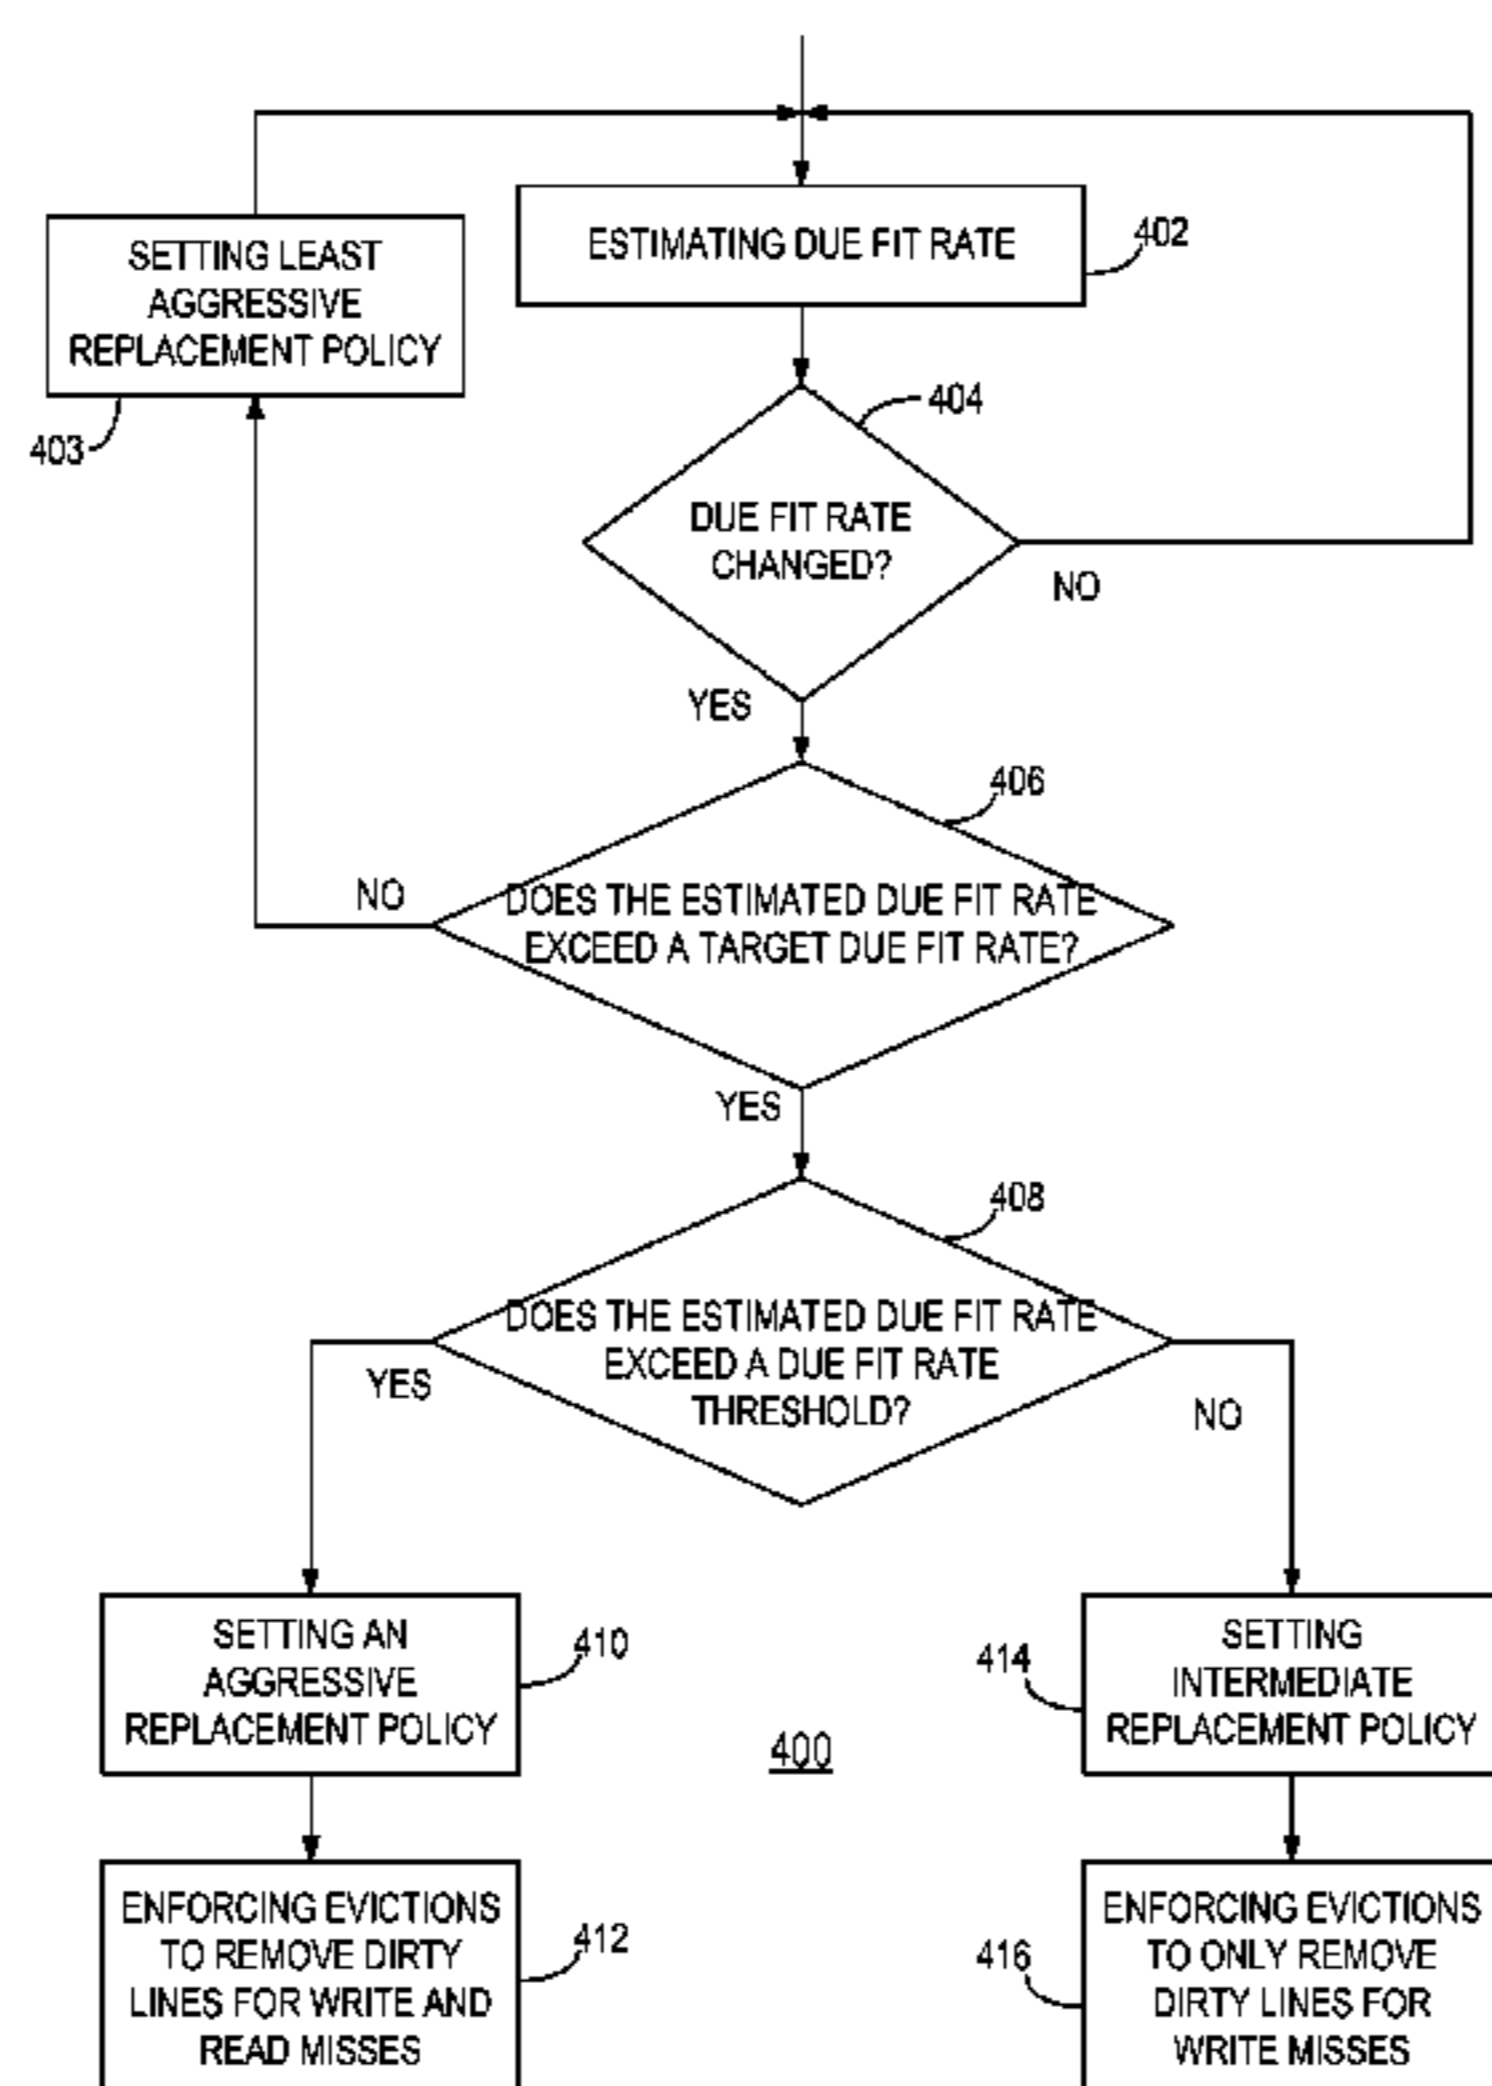 ESTIMATING DUE FIT RATE
402
SETTING LEAST
AGGRESSIVE
REPLACEMENT POLICY
403
404
DUE FIT RATE
CHANGED?
NO
YES
406
NO
DOES THE ESTIMATED DUE FIT RATE
EXCEED A TARGET DUE FIT RATE?
YES
408
DOES THE ESTIMATED DUE FIT RATE
EXCEED A DUE FIT RATE
THRESHOLD?
YES
NO
SETTING AN
AGGRESSIVE
REPLACEMENT POLICY
410
414
SETTING
INTERMEDIATE
REPLACEMENT POLICY
400
ENFORCING EVICTIONS
TO REMOVE DIRTY
LINES FOR WRITE AND
READ MISSES
412
416
ENFORCING EVICTIONS
TO ONLY REMOVE
DIRTY LINES FOR
WRITE MISSES